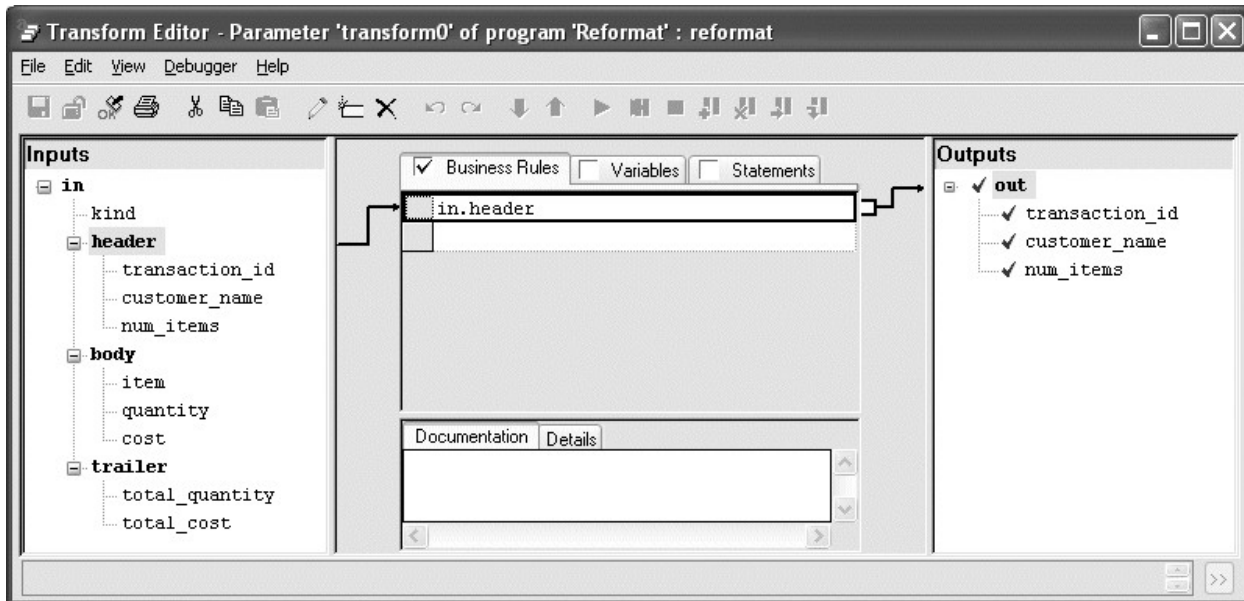 Transform Editor - Parameter 'transform0' of program 'Reformat' : reformat
File Edit View Debugger Help
OK
Inputs
in
kind
header
transaction_id
customer_name
num_items
body
item
quantity
cost
trailer
total_quantity
total_cost
Business Rules Variables Statements
in.header
Documentation Details
Outputs
out
transaction_id
customer_name
num_items
>>